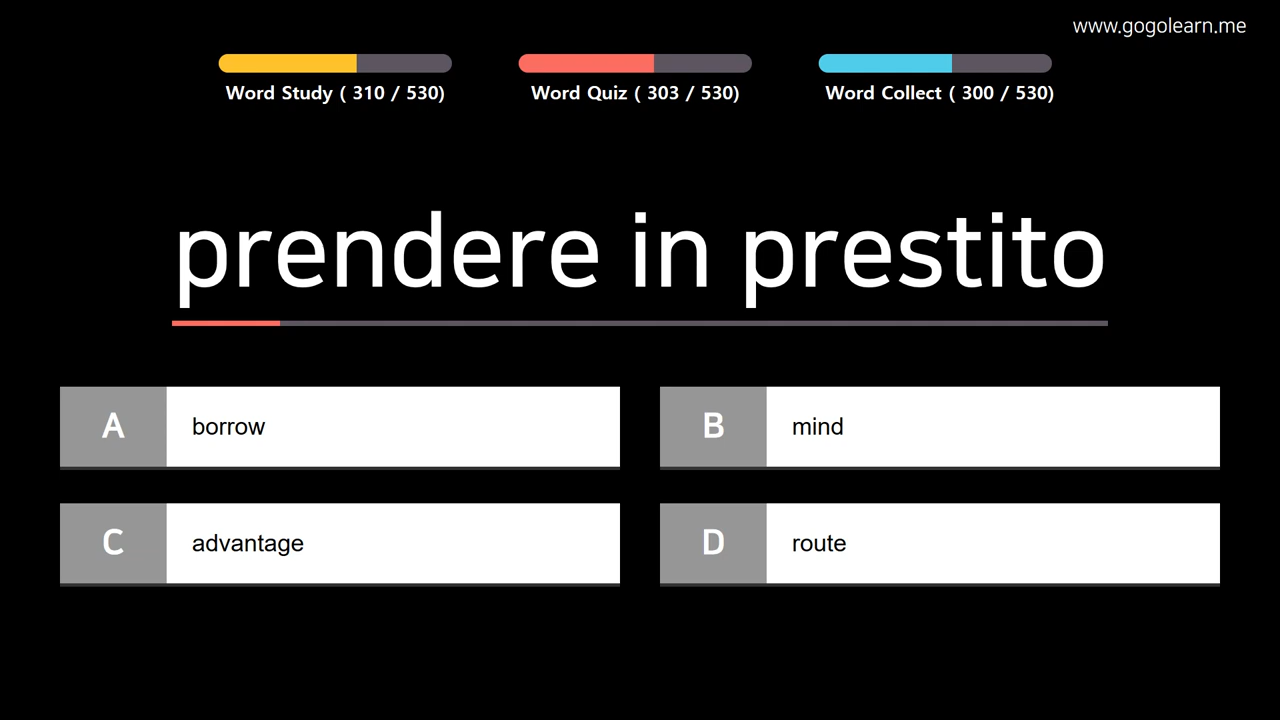 www.gogolearn.me
Word Study ( 310 / 530)
Word Quiz ( 303 / 530)
Word Collect ( 300 / 530)
prendere in prestito
A borrow
B mind
C advantage
D route